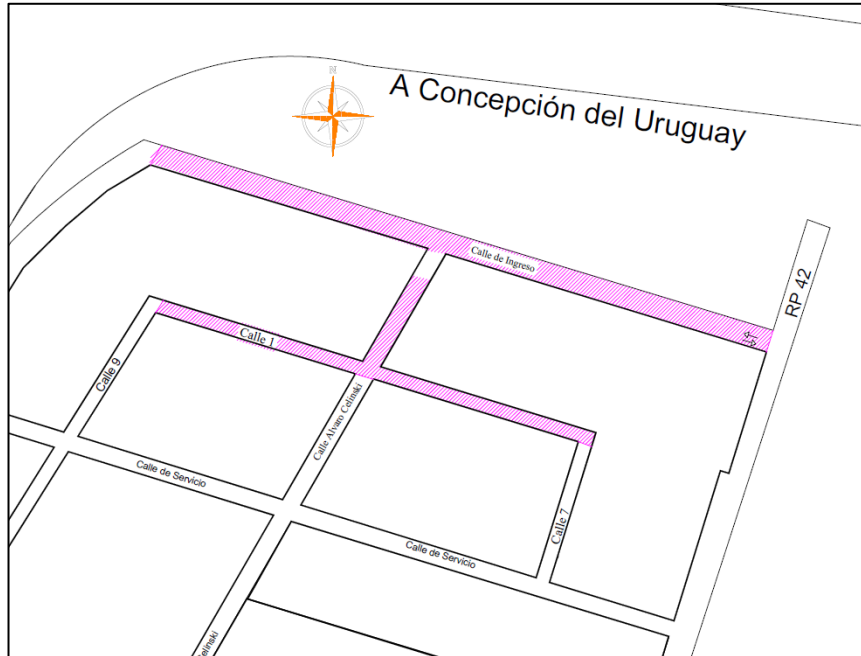 N
A Concepción del Uruguay
Calle de Ingreso
RP 42
Calle 1
Calle 9
Calle Alvaro Celinski
Calle de Servicio
Calle 7
Calle de Servicio
elinski